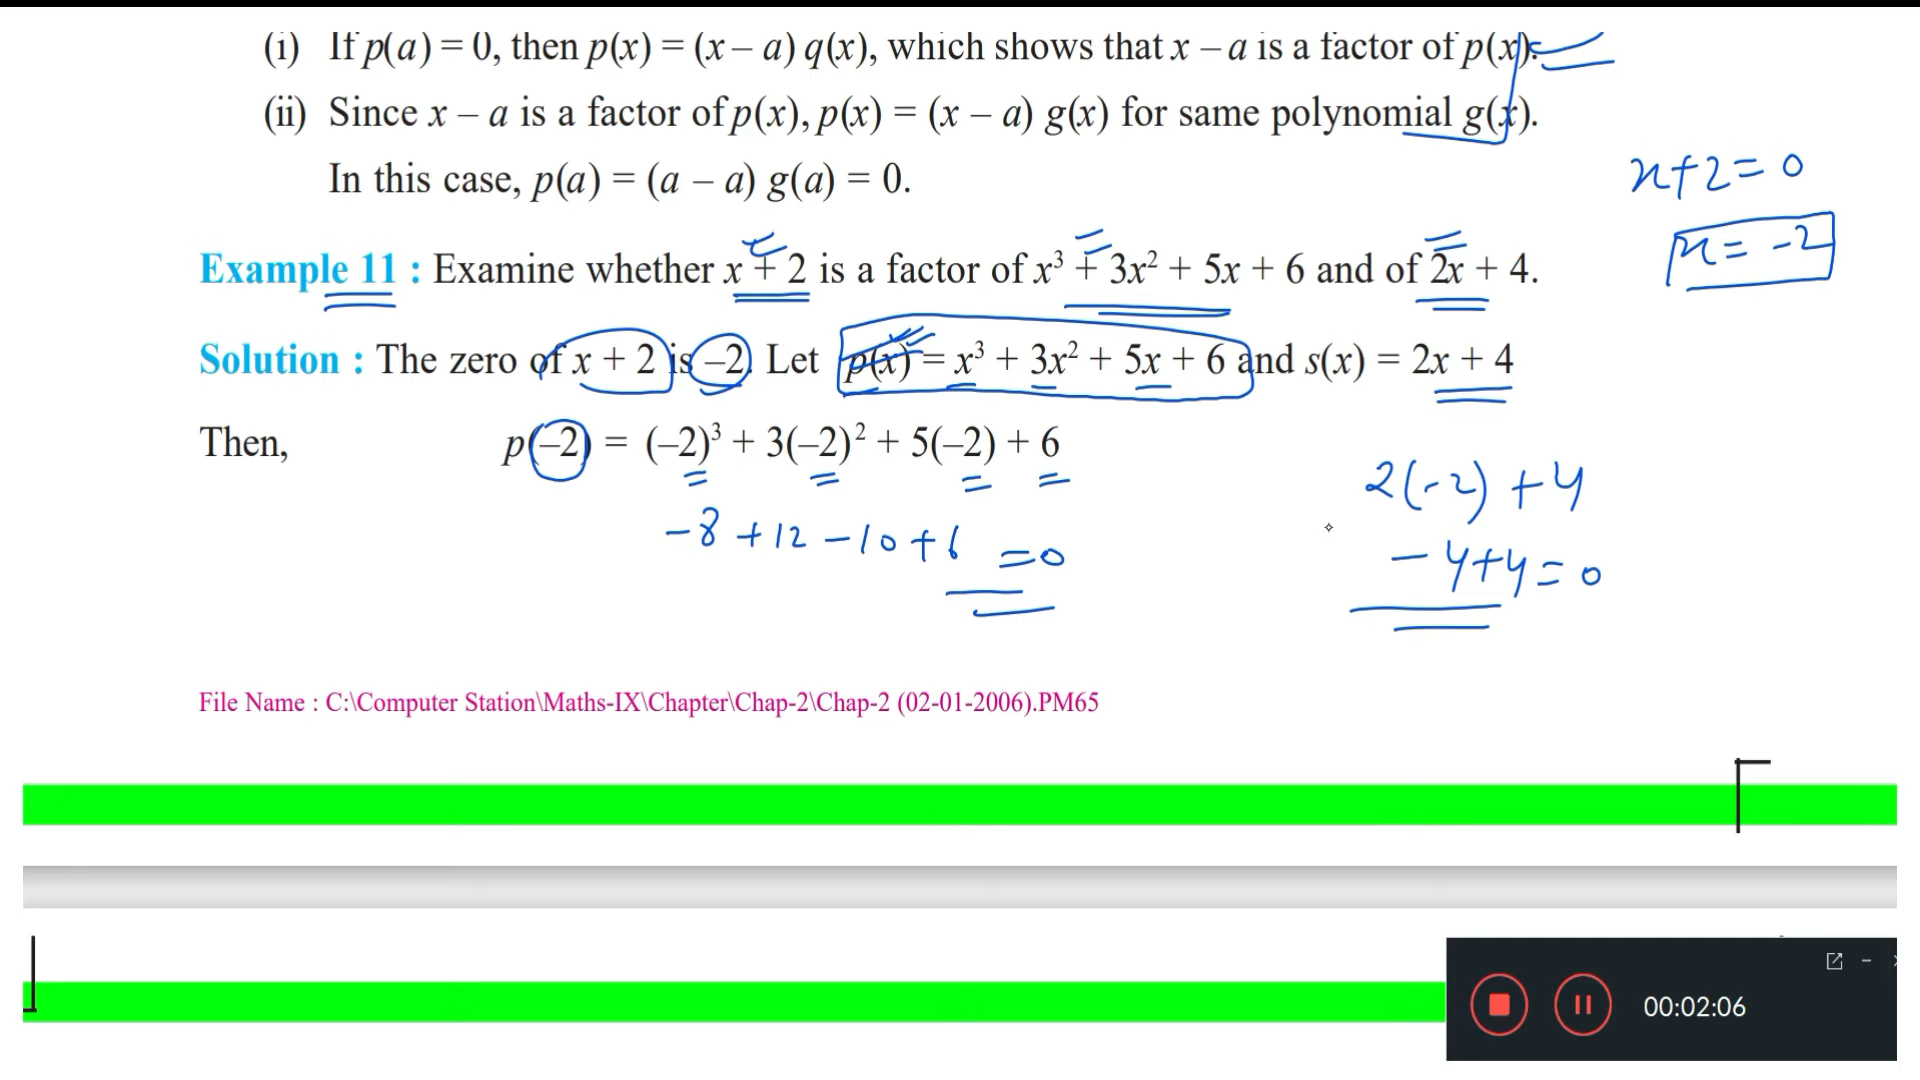 (i) If p(a) = 0, then p(x) = (x – a) q(x), which shows that x – a is a factor of p(x).
(ii) Since x – a is a factor of p(x), p(x) = (x – a) g(x) for same polynomial g(x).
In this case, p(a) = (a – a) g(a) = 0.
x+2=0
x = -2
Example 11 : Examine whether x + 2 is a factor of x³ + 3x² + 5x + 6 and of 2x + 4.
Solution : The zero of x + 2 is –2. Let p(x) = x³ + 3x² + 5x + 6 and s(x) = 2x + 4
Then, p(–2) = (–2)³ + 3(–2)² + 5(–2) + 6
-8 +12 -10+6 =0
2(-2) +4
-4+4=0
File Name : C:\Computer Station\Maths-IX\Chapter\Chap-2\Chap-2 (02-01-2006).PM65
00:02:06